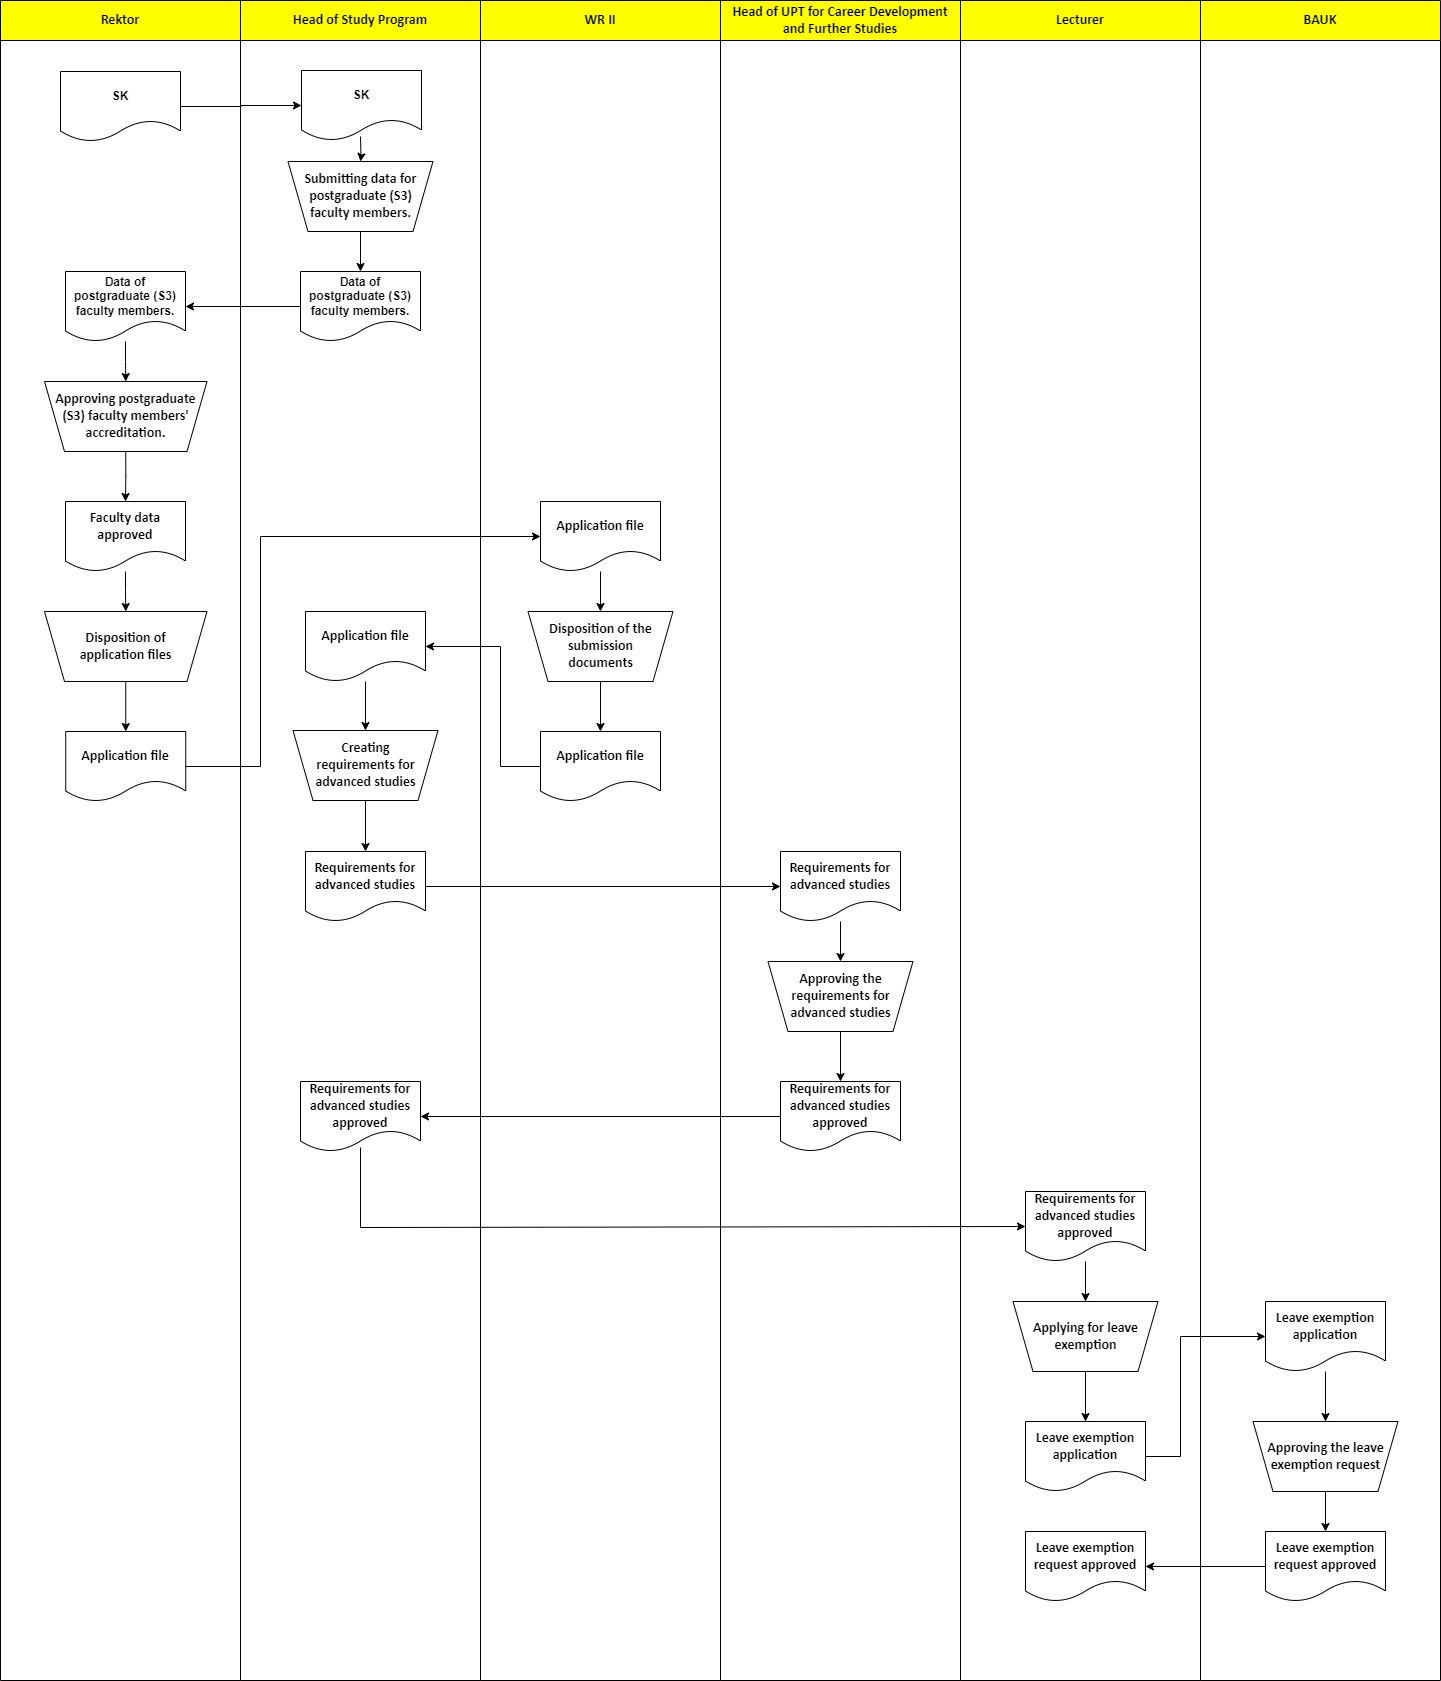 Rektor
Head of Study Program
WR II
Head of UPT for Career Development
and Further Studies
Lecturer
BAUK
SK
SK
Submitting data for
postgraduate (S3)
faculty members.
Data of
postgraduate (S3)
faculty members.
Data of
postgraduate (S3)
faculty members.
Approving postgraduate
(S3) faculty members'
accreditation.
Faculty data
approved
Application file
Disposition of
application files
Application file
Disposition of the
submission
documents
Application file
Creating
requirements for
advanced studies
Application file
Requirements for
advanced studies
Requirements for
advanced studies
Approving the
requirements for
advanced studies
Requirements for
advanced studies
approved
Requirements for
advanced studies
approved
Requirements for
advanced studies
approved
Applying for leave
exemption
Leave exemption
application
Leave exemption
application
Approving the leave
exemption request
Leave exemption
request approved
Leave exemption
request approved